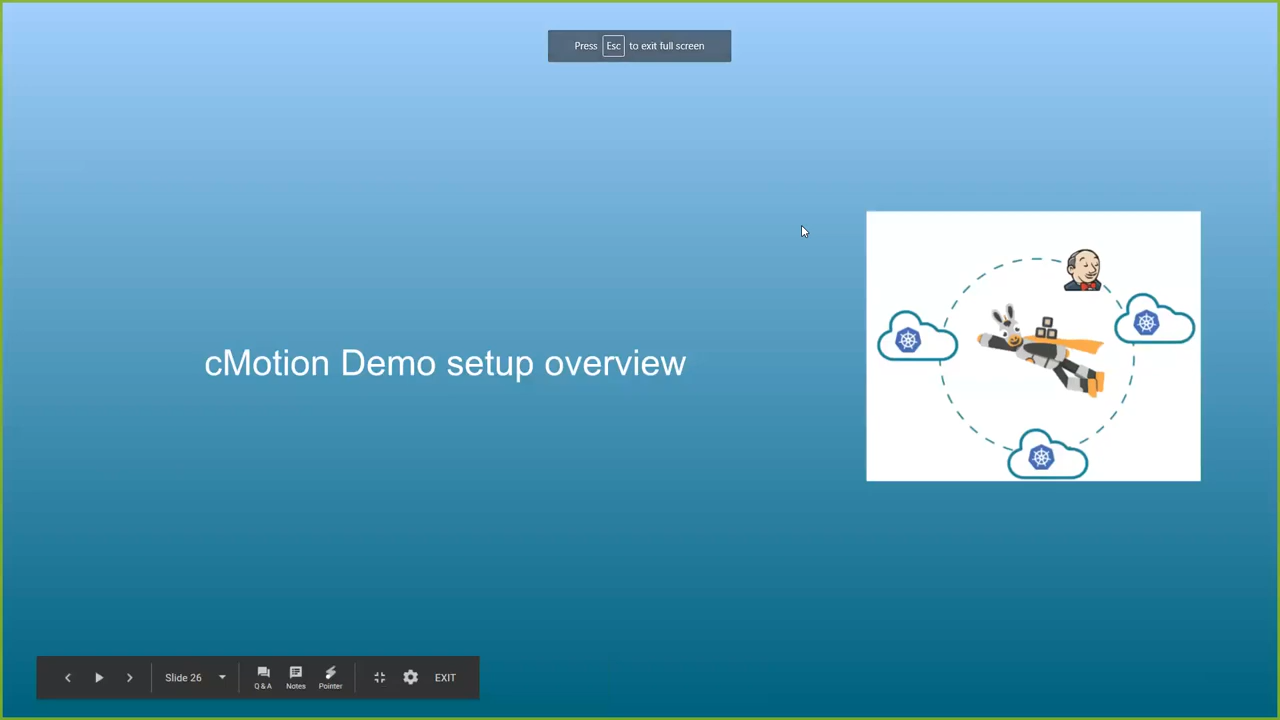 Press Esc to exit full screen
cMotion Demo setup overview
Slide 26
Q & A
Notes
Pointer
EXIT